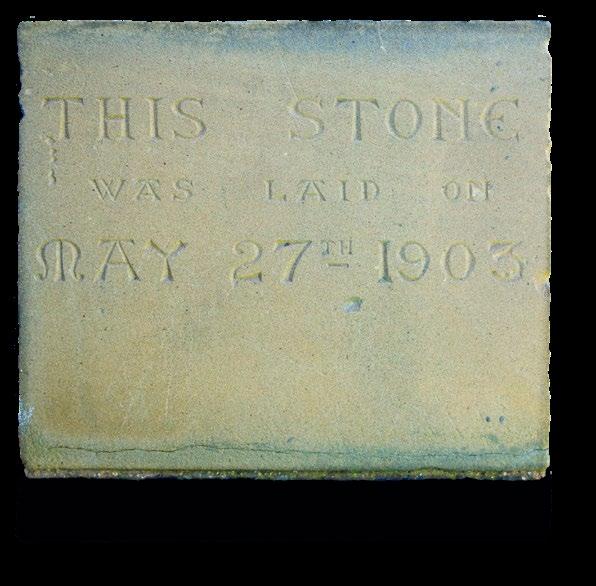 THIS STONE
WAS LAID ON
MAY 27TH 1903